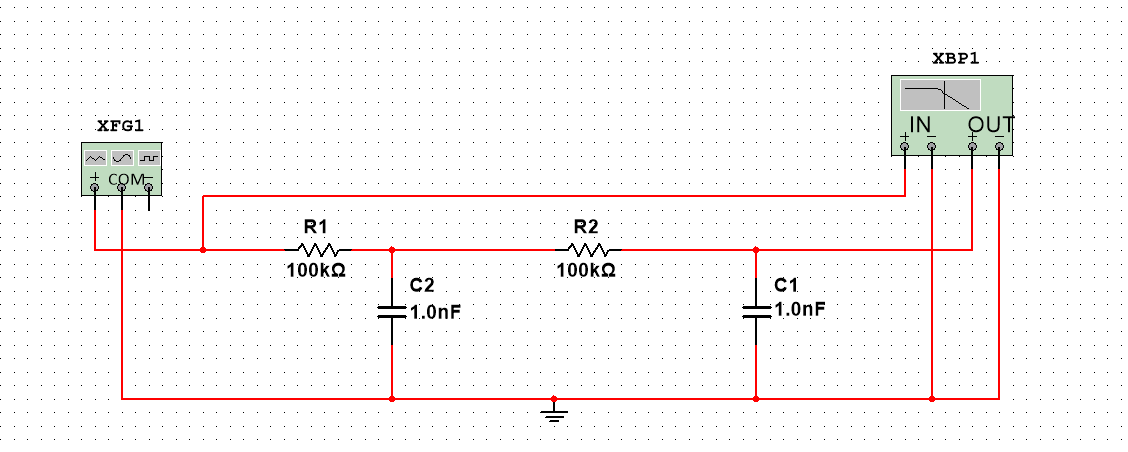 XBP1
IN OUT
+ − + −
XFG1
+ COM −
R1
100kΩ
R2
100kΩ
C2
1.0nF
C1
1.0nF